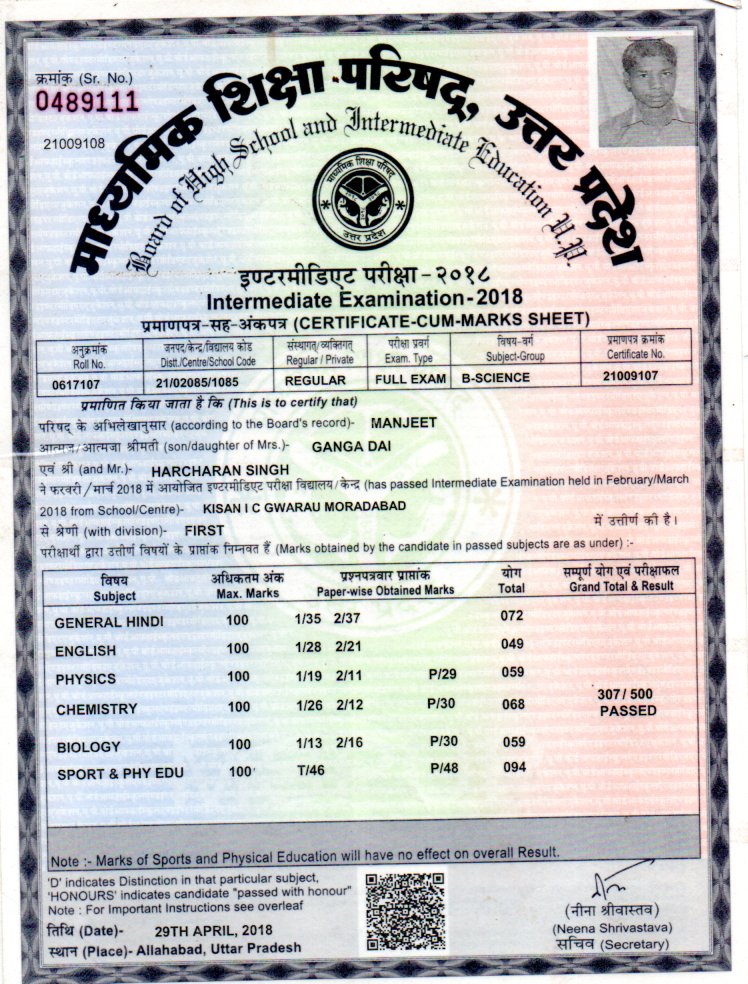 क्रमांक (Sr. No.)
0489111
21009108
माध्यमिक शिक्षा परिषद्, उत्तर प्रदेश
Board of High School and Intermediate Education U.P.
माध्यमिक शिक्षा परिषद्
उत्तर प्रदेश
इण्टरमीडिएट परीक्षा - २०१८
Intermediate Examination - 2018
प्रमाणपत्र-सह-अंकपत्र (CERTIFICATE-CUM-MARKS SHEET)
अनुक्रमांक जनपद/केन्द्र/विद्यालय कोड संस्थागत्/व्यक्तिगत् परीक्षा प्रवर्ग विषय-वर्ग प्रमाणपत्र क्रमांक
Roll No. Distt./Centre/School Code Regular / Private Exam. Type Subject-Group Certificate No.
0617107 21/02085/1085 REGULAR FULL EXAM B-SCIENCE 21009107
प्रमाणित किया जाता है कि (This is to certify that)
परिषद के अभिलेखानुसार (according to the Board's record)- MANJEET
आत्मज/आत्मजा श्रीमती (son/daughter of Mrs.)- GANGA DAI
एवं श्री (and Mr.)- HARCHARAN SINGH
ने फरवरी/मार्च 2018 में आयोजित इण्टरमीडिएट परीक्षा विद्यालय/केन्द्र (has passed Intermediate Examination held in February/March
2018 from School/Centre)- KISAN I C GWARAU MORADABAD
से श्रेणी (with division)- FIRST में उत्तीर्ण की है।
परीक्षार्थी द्वारा उत्तीर्ण विषयों के प्राप्तांक निम्नवत हैं (Marks obtained by the candidate in passed subjects are as under) :-
विषय अधिकतम अंक प्रश्नपत्रवार प्राप्तांक योग सम्पूर्ण योग एवं परीक्षाफल
Subject Max. Marks Paper-wise Obtained Marks Total Grand Total & Result
GENERAL HINDI 100 1/35 2/37 072
ENGLISH 100 1/28 2/21 049
PHYSICS 100 1/19 2/11 P/29 059
307 / 500
CHEMISTRY 100 1/26 2/12 P/30 068
PASSED
BIOLOGY 100 1/13 2/16 P/30 059
SPORT & PHY EDU 100 T/46 P/48 094
Note :- Marks of Sports and Physical Education will have no effect on overall Result.
'D' indicates Distinction in that particular subject,
'HONOURS' indicates candidate "passed with honour"
Note : For Important Instructions see overleaf
तिथि (Date)- 29TH APRIL, 2018
स्थान (Place)- Allahabad, Uttar Pradesh
(नीना श्रीवास्तव)
(Neena Shrivastava)
सचिव (Secretary)